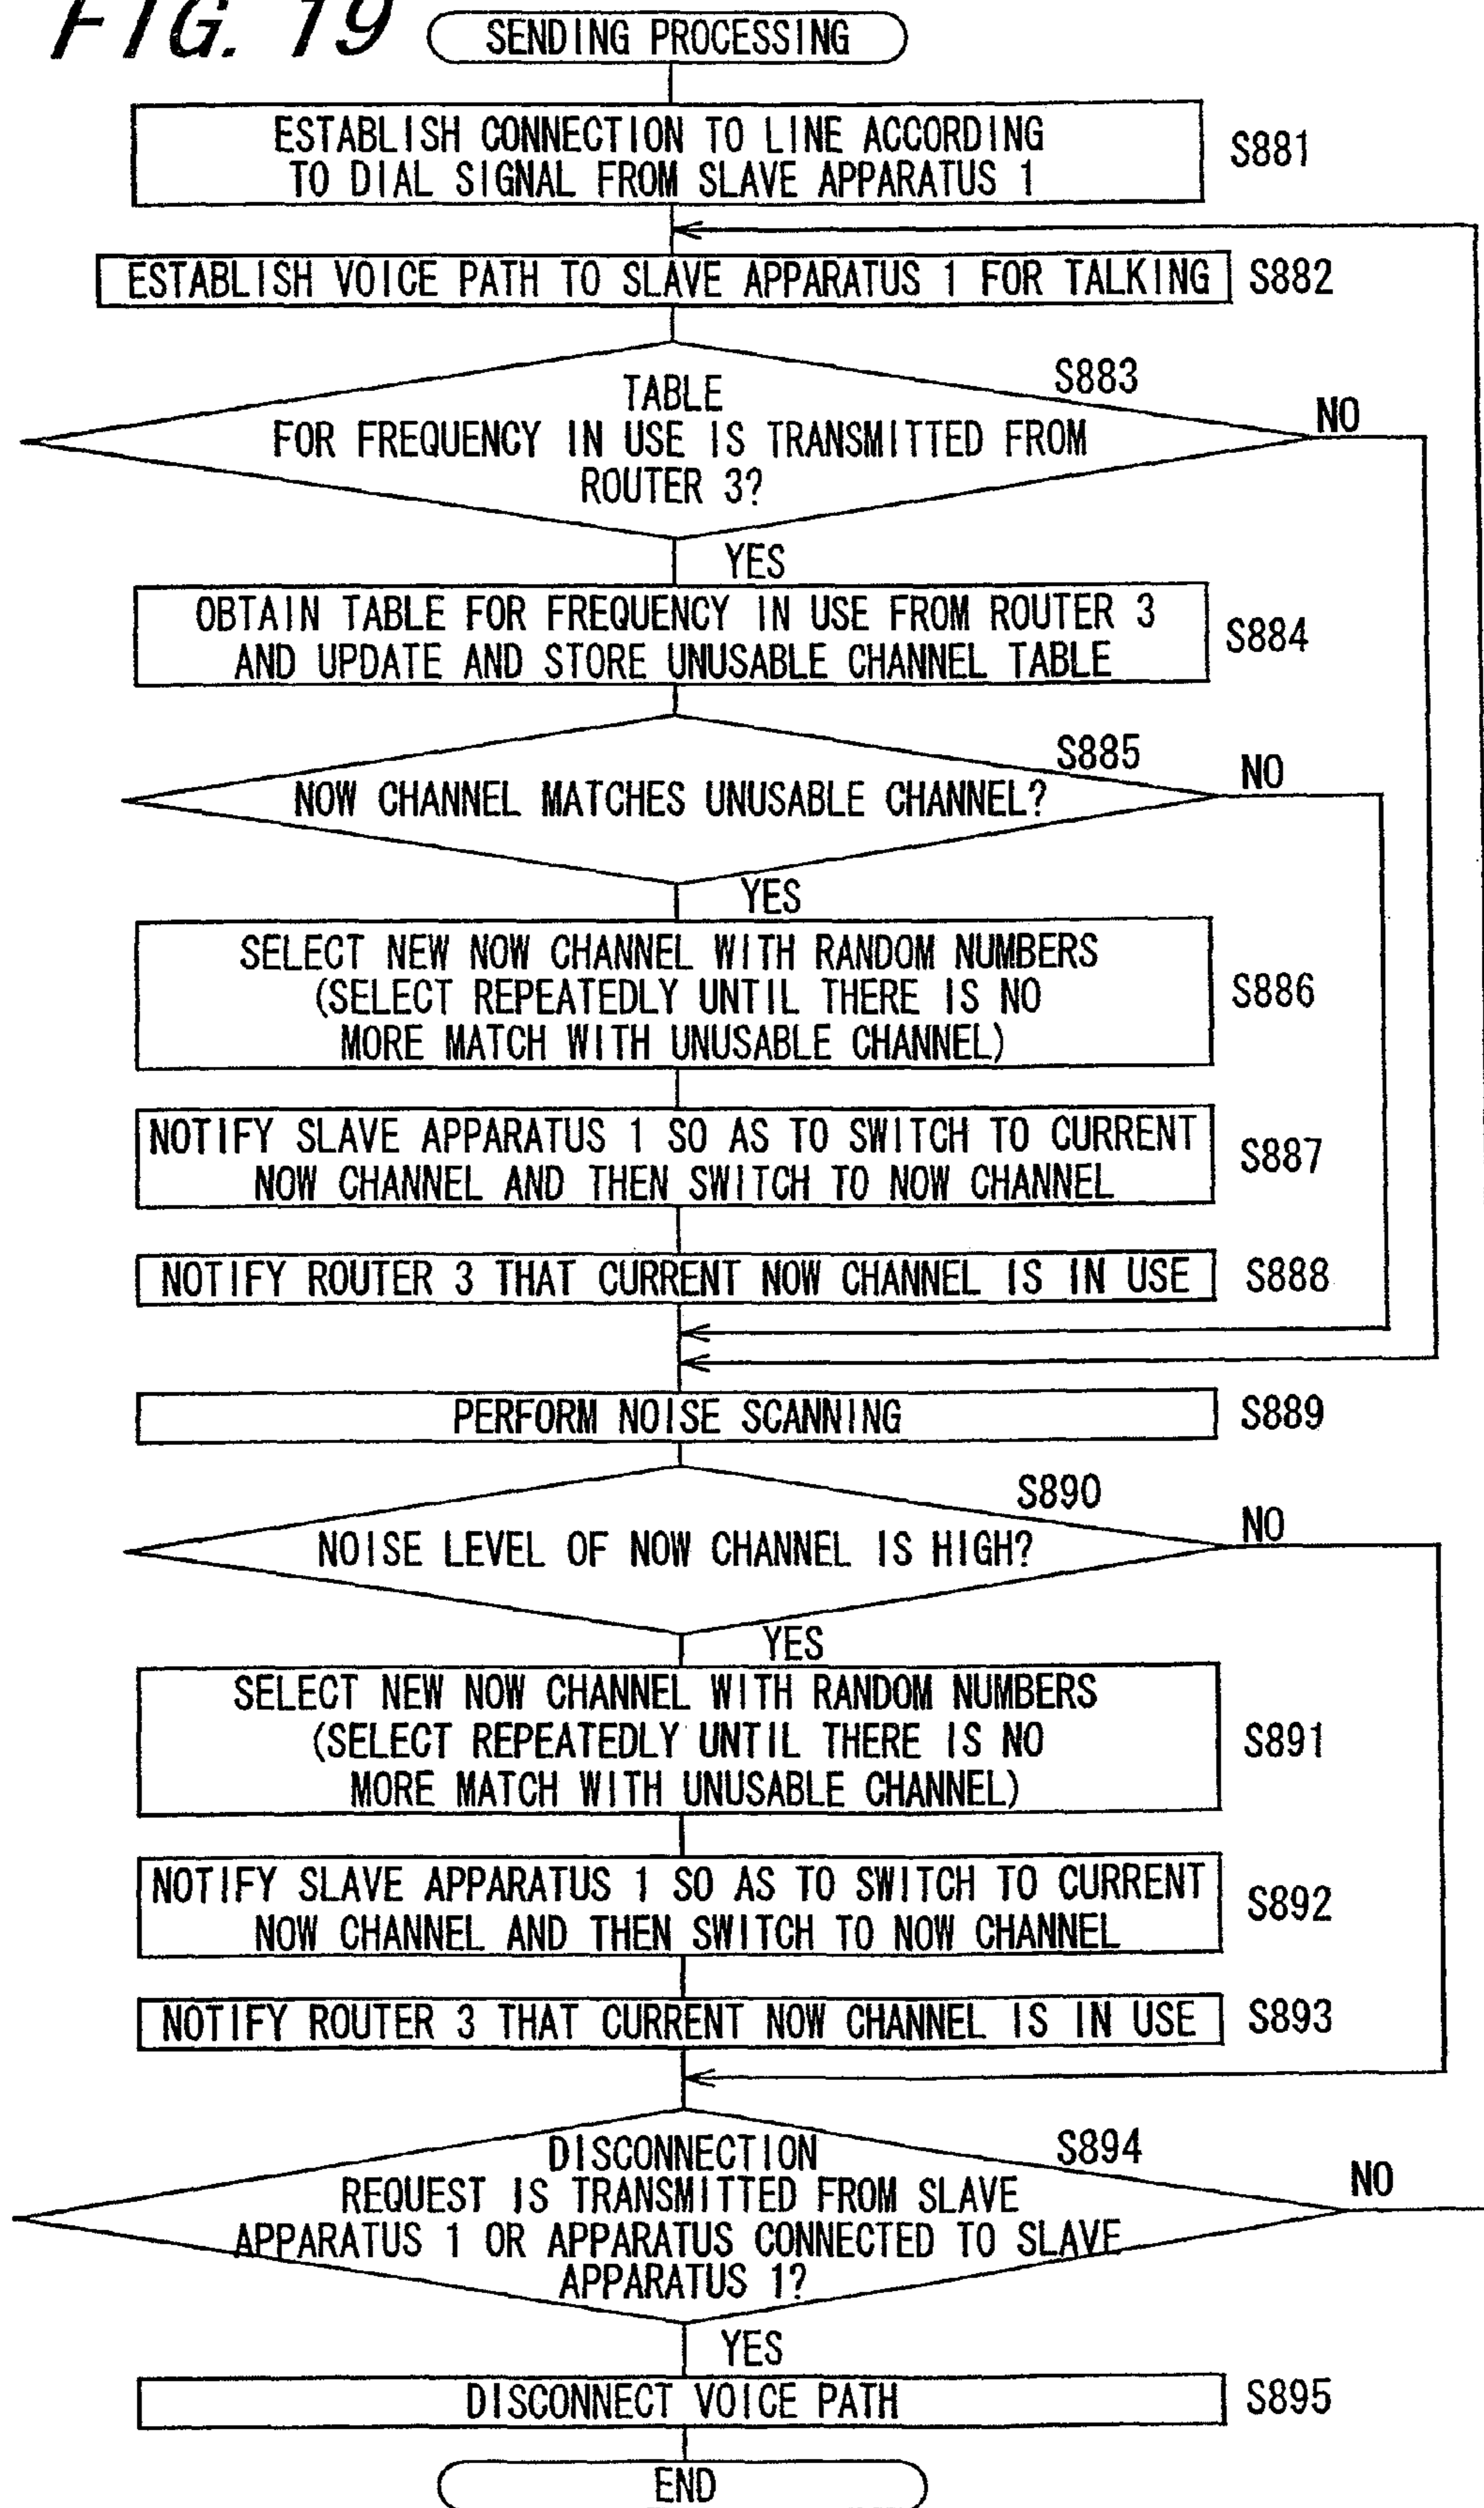 FIG. 19
SENDING PROCESSING
ESTABLISH CONNECTION TO LINE ACCORDING
TO DIAL SIGNAL FROM SLAVE APPARATUS 1
S881
ESTABLISH VOICE PATH TO SLAVE APPARATUS 1 FOR TALKING
S882
S883
TABLE
FOR FREQUENCY IN USE IS TRANSMITTED FROM
ROUTER 3?
NO
YES
OBTAIN TABLE FOR FREQUENCY IN USE FROM ROUTER 3
AND UPDATE AND STORE UNUSABLE CHANNEL TABLE
S884
S885
NOW CHANNEL MATCHES UNUSABLE CHANNEL?
NO
YES
SELECT NEW NOW CHANNEL WITH RANDOM NUMBERS
(SELECT REPEATEDLY UNTIL THERE IS NO
MORE MATCH WITH UNUSABLE CHANNEL)
S886
NOTIFY SLAVE APPARATUS 1 SO AS TO SWITCH TO CURRENT
NOW CHANNEL AND THEN SWITCH TO NOW CHANNEL
S887
NOTIFY ROUTER 3 THAT CURRENT NOW CHANNEL IS IN USE
S888
PERFORM NOISE SCANNING
S889
S890
NOISE LEVEL OF NOW CHANNEL IS HIGH?
NO
YES
SELECT NEW NOW CHANNEL WITH RANDOM NUMBERS
(SELECT REPEATEDLY UNTIL THERE IS NO
MORE MATCH WITH UNUSABLE CHANNEL)
S891
NOTIFY SLAVE APPARATUS 1 SO AS TO SWITCH TO CURRENT
NOW CHANNEL AND THEN SWITCH TO NOW CHANNEL
S892
NOTIFY ROUTER 3 THAT CURRENT NOW CHANNEL IS IN USE
S893
S894
DISCONNECTION
REQUEST IS TRANSMITTED FROM SLAVE
APPARATUS 1 OR APPARATUS CONNECTED TO SLAVE
APPARATUS 1?
NO
YES
DISCONNECT VOICE PATH
S895
END